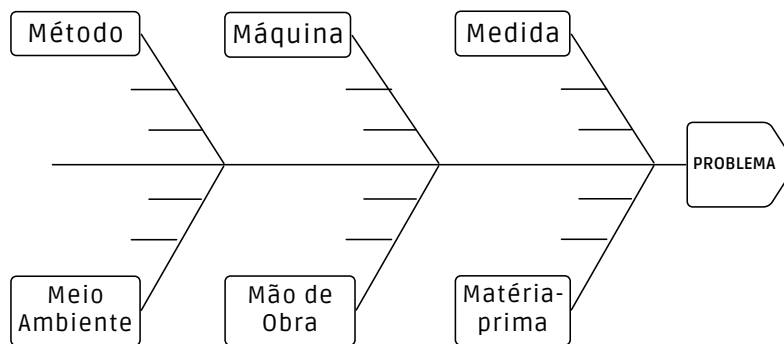 Método
Máquina
Medida
PROBLEMA
Meio
Ambiente
Mão de
Obra
Matéria-
prima